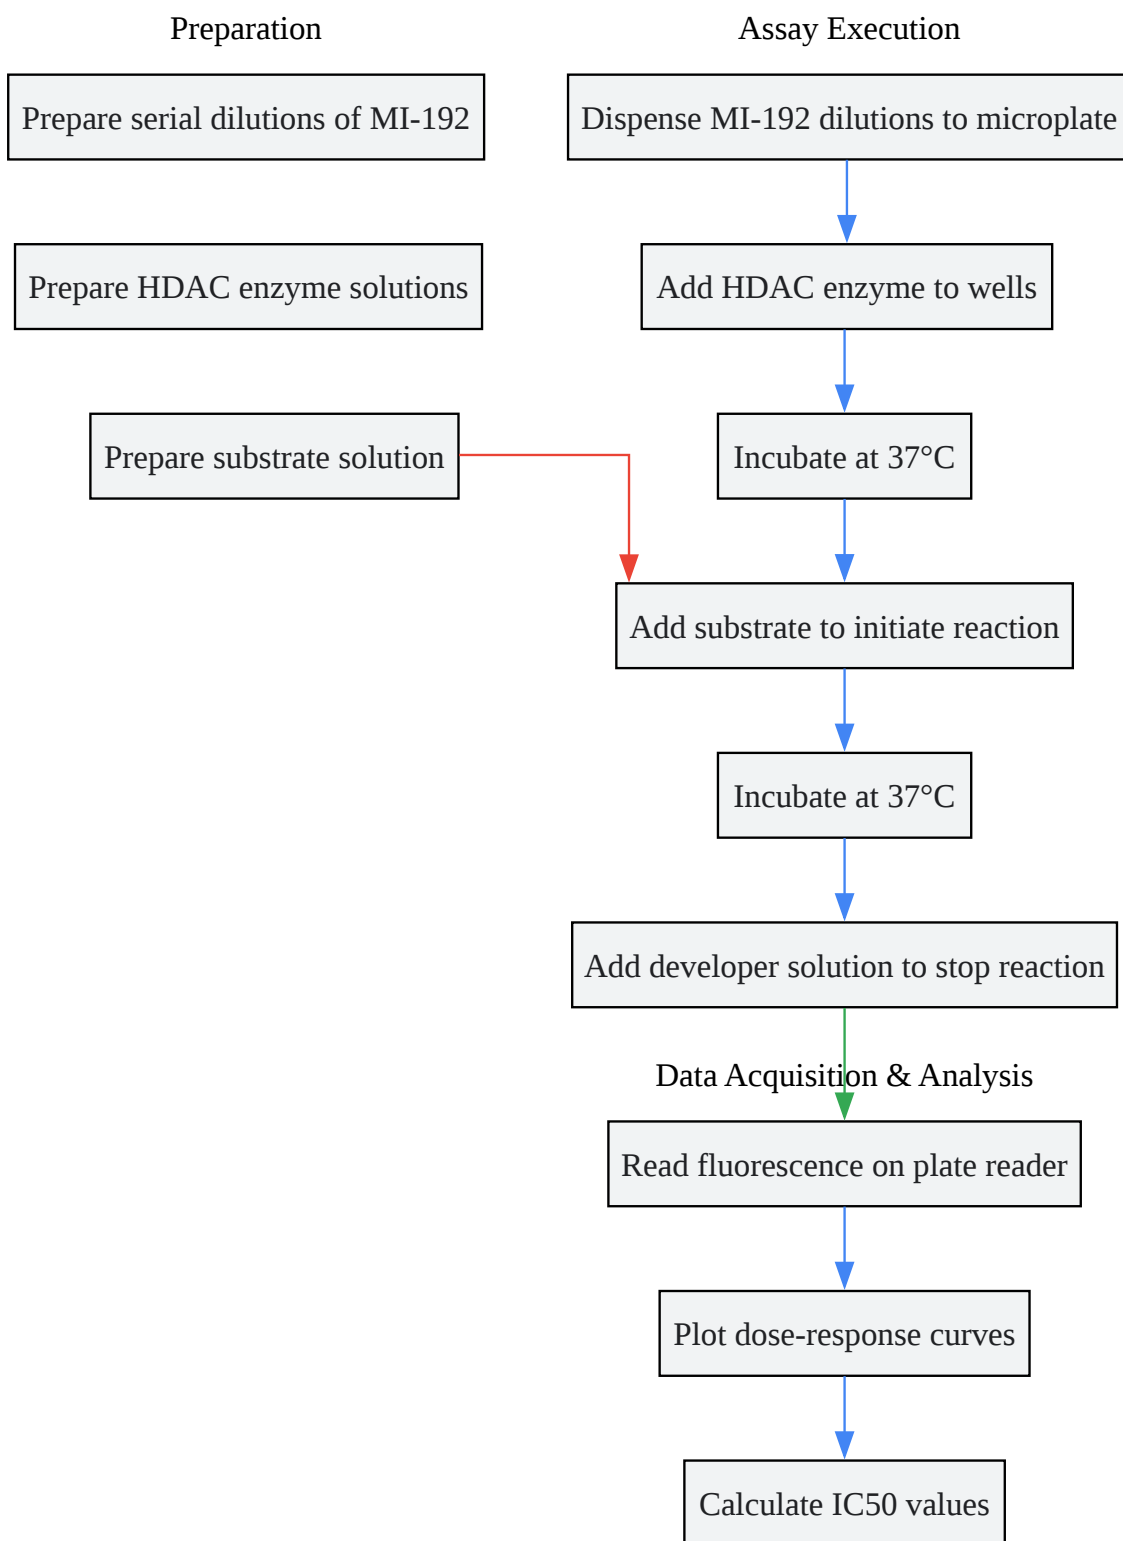 Preparation
Assay Execution
Prepare serial dilutions of MI-192
Dispense MI-192 dilutions to microplate
Prepare HDAC enzyme solutions
Add HDAC enzyme to wells
Prepare substrate solution
Incubate at 37°C
Add substrate to initiate reaction
Incubate at 37°C
Add developer solution to stop reaction
Data Acquisition & Analysis
Read fluorescence on plate reader
Plot dose-response curves
Calculate IC50 values